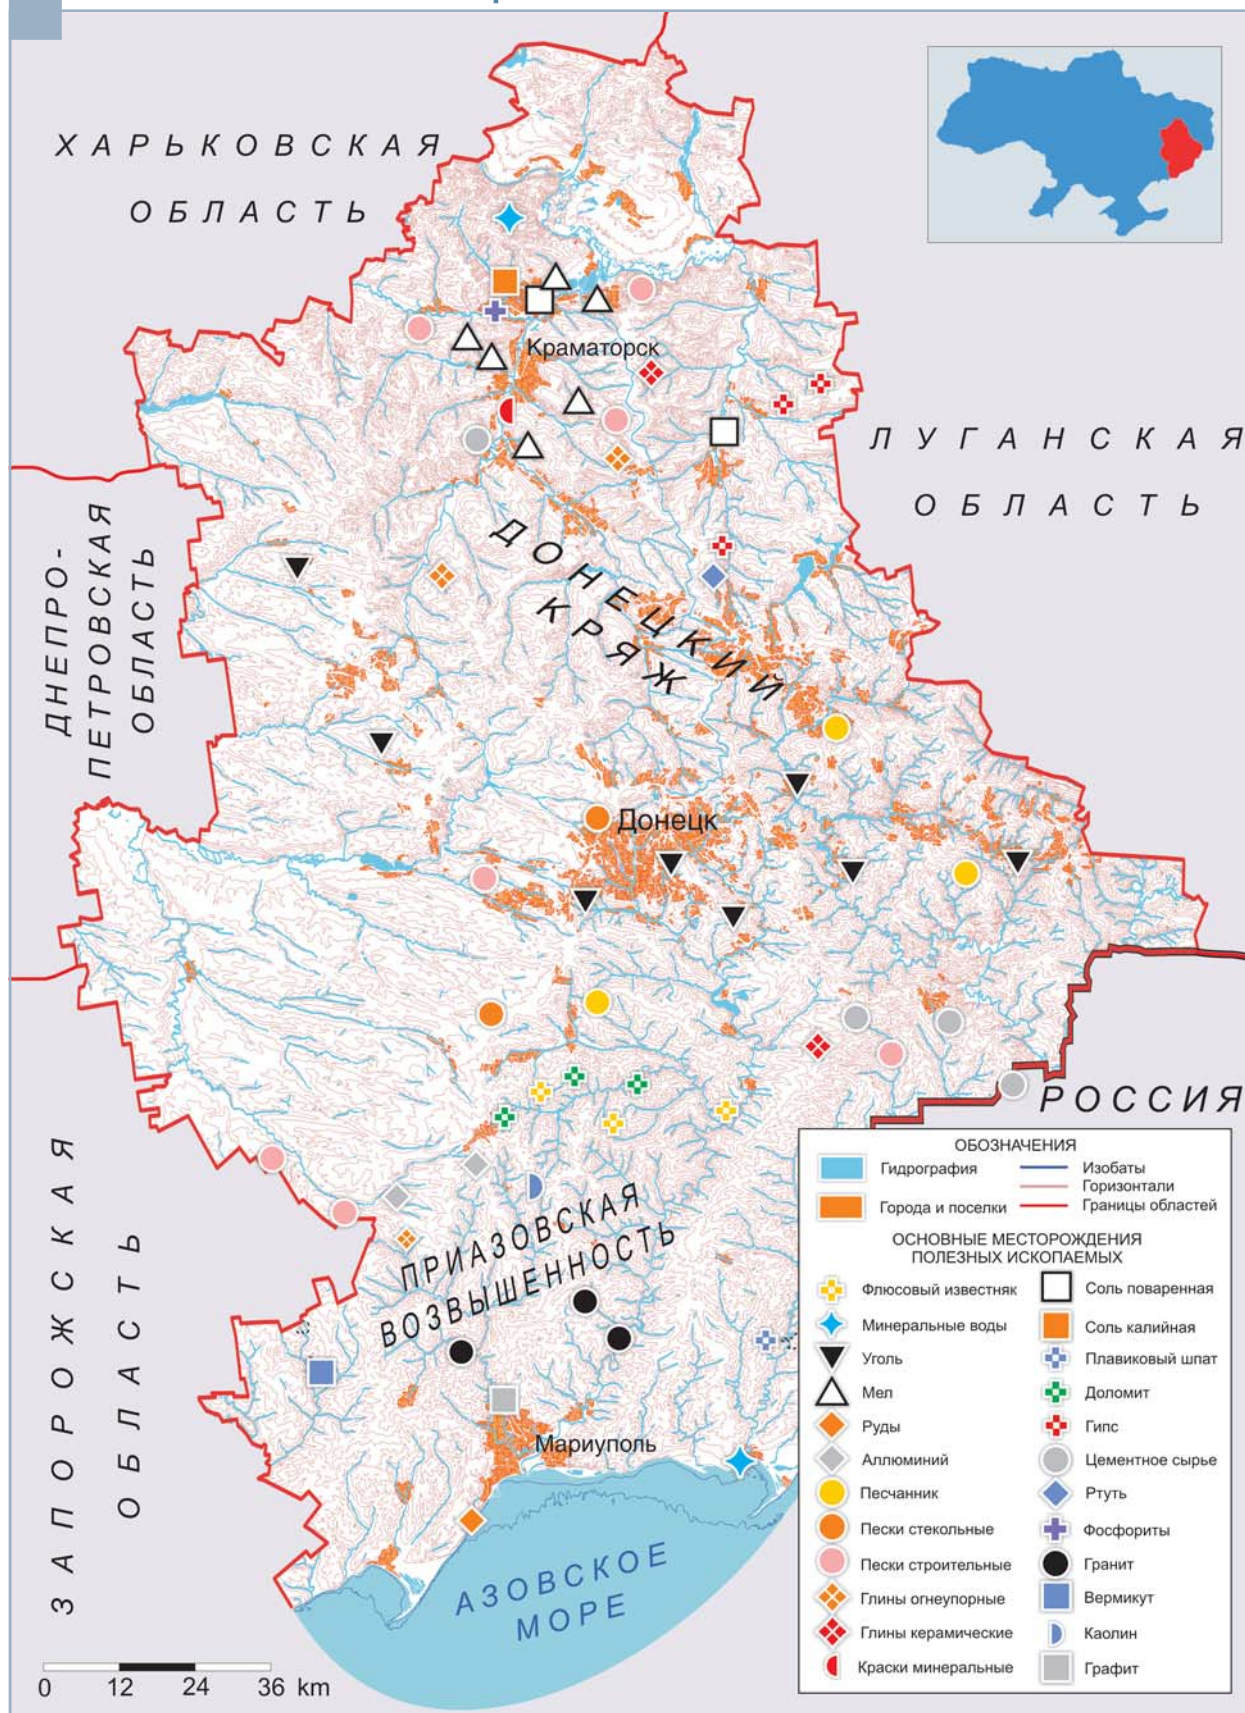 ХАРЬКОВСКАЯ
ОБЛАСТЬ
Краматорск
ЛУГАНСКАЯ
ОБЛАСТЬ
ДНЕПРО-
ПЕТРОВСКАЯ
ОБЛАСТЬ
ДОНЕЦКИЙ
КРЯЖ
Донецк
РОССИЯ
ЗАПОРОЖСКАЯ
ОБЛАСТЬ
ПРИАЗОВСКАЯ
ВОЗВЫШЕННОСТЬ
Мариуполь
АЗОВСКОЕ
МОРЕ
0 12 24 36 km
ОБОЗНАЧЕНИЯ
Гидрография
Города и поселки
Изобаты
Горизонтали
Границы областей
ОСНОВНЫЕ МЕСТОРОЖДЕНИЯ
ПОЛЕЗНЫХ ИСКОПАЕМЫХ
Флюсовый известняк
Минеральные воды
Уголь
Мел
Руды
Аллюминий
Песчанник
Пески стекольные
Пески строительные
Глины огнеупорные
Глины керамические
Краски минеральные
Соль поваренная
Соль калийная
Плавиковый шпат
Доломит
Гипс
Цементное сырье
Ртуть
Фосфориты
Гранит
Вермикут
Каолин
Графит